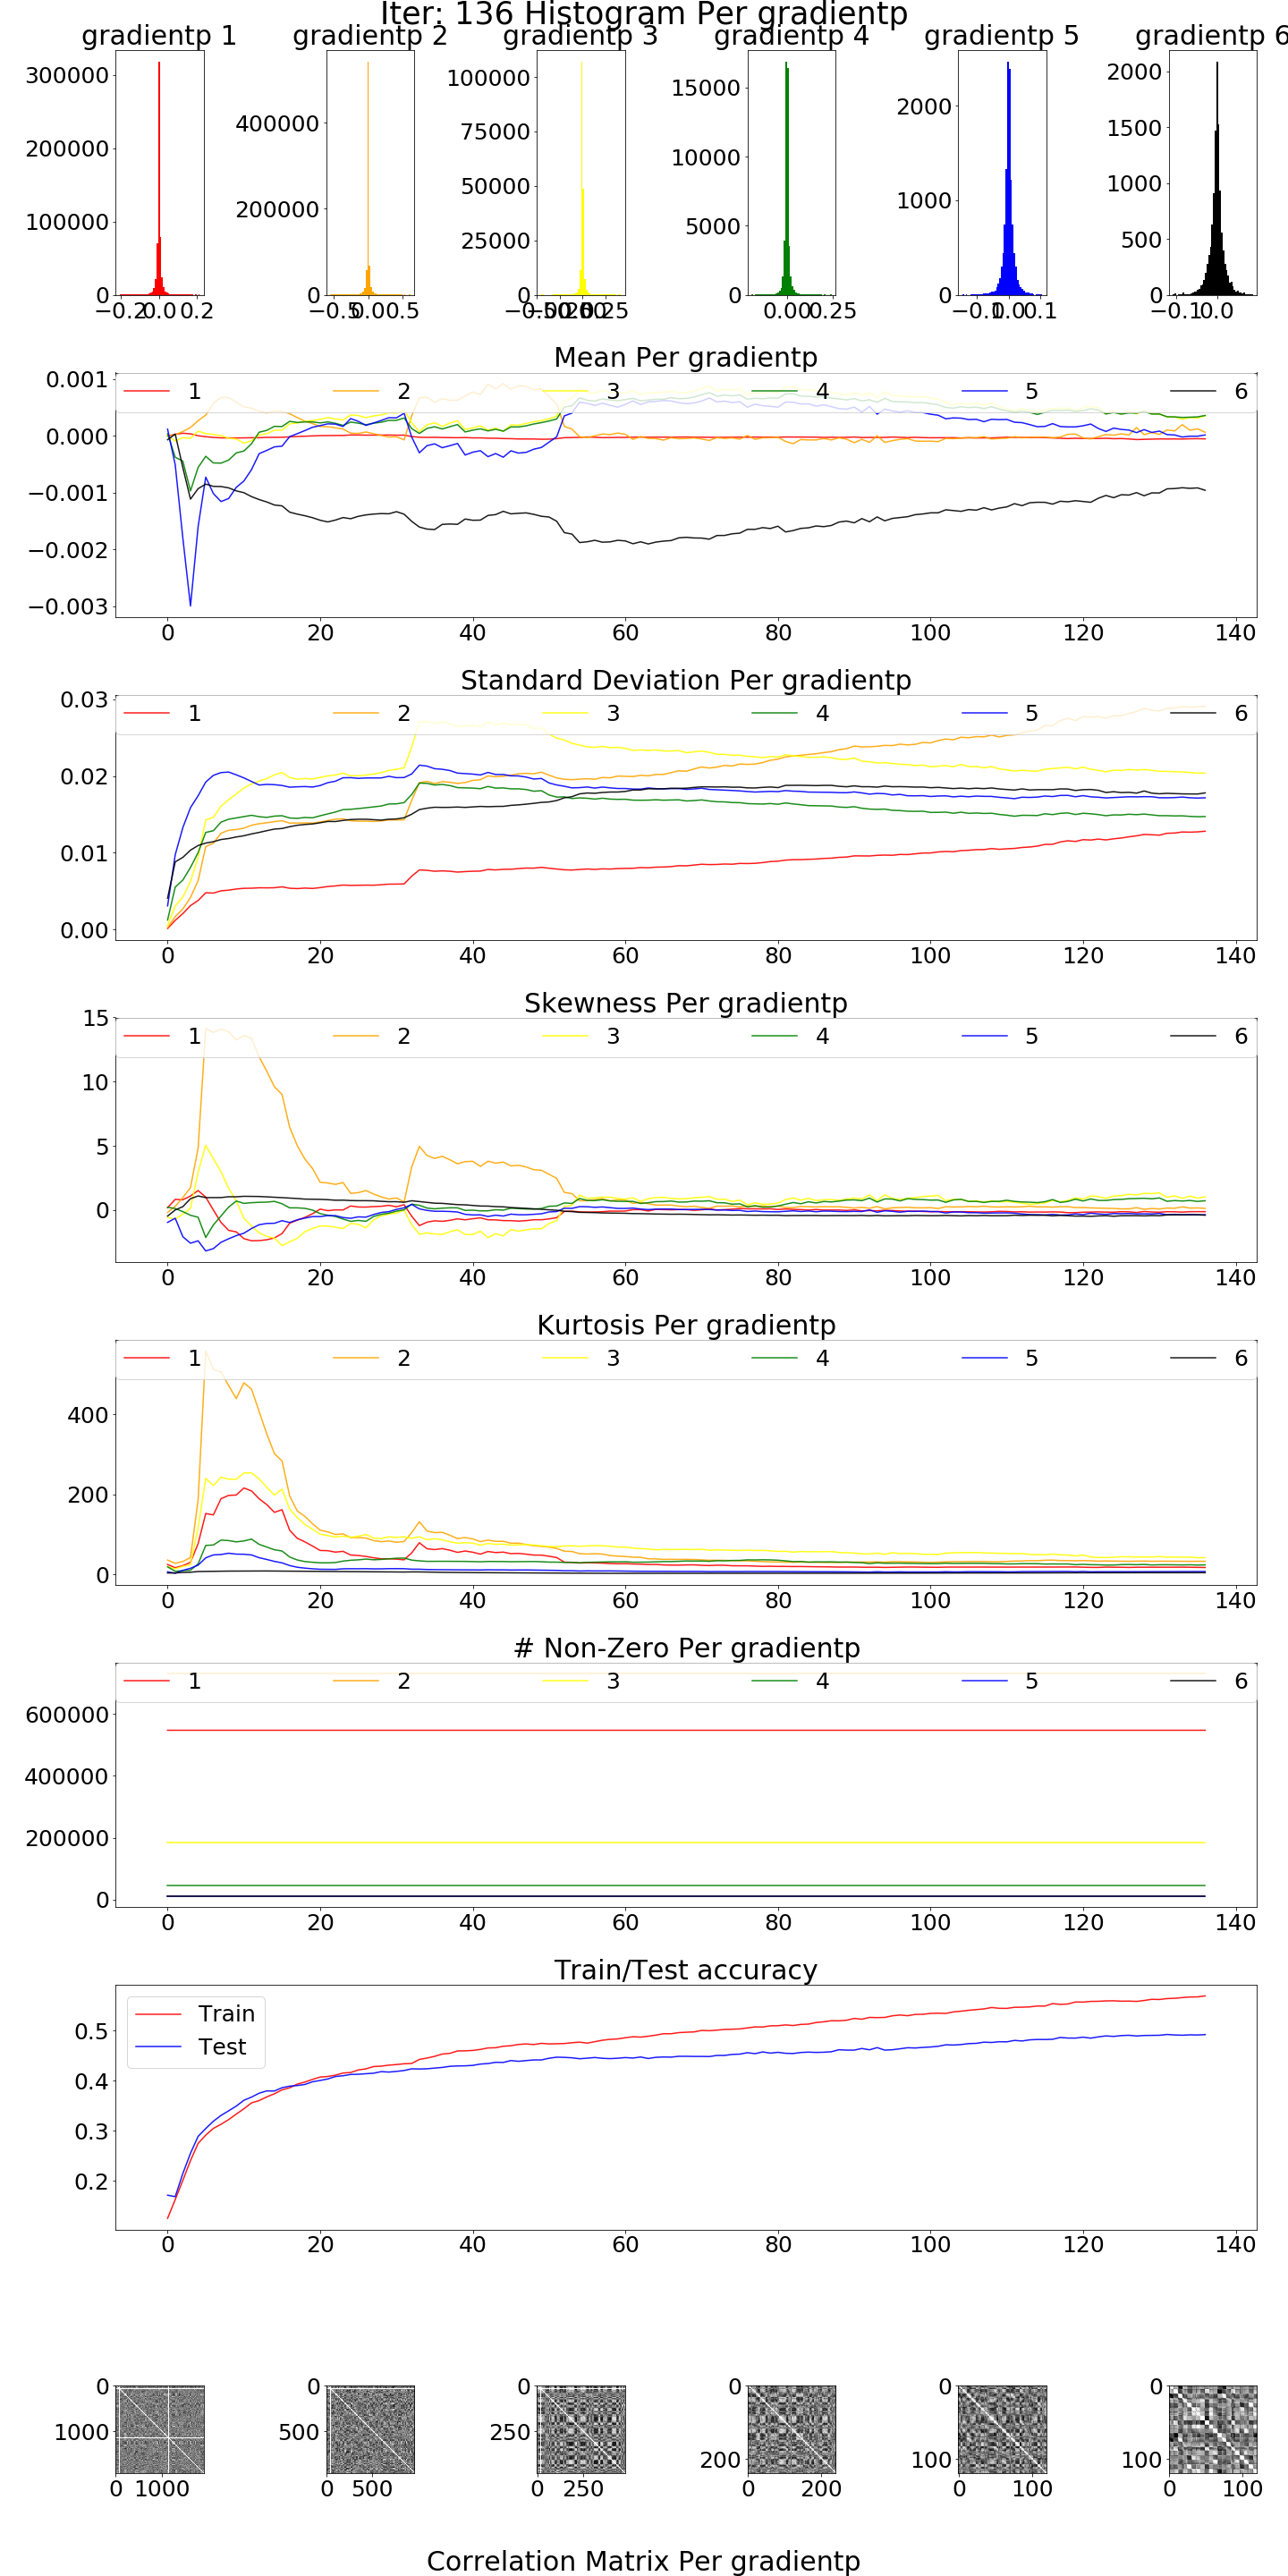 Iter: 136 Histogram Per gradientp
gradientp 1 gradientp 2 gradientp 3 gradientp 4 gradientp 5 gradientp 6
300000
200000
100000
0
−0.2 0.0 0.2
400000
200000
0
−0.5 0.0 0.5
100000
75000
50000
25000
0
−0.50 −0.25 0.00 0.25
15000
10000
5000
0
0.00 0.25
2000
1000
0
−0.1 0.0 0.1
2000
1500
1000
500
0
−0.1 0.0
Mean Per gradientp
1 2 3 4 5 6
0.001
0.000
−0.001
−0.002
−0.003
0 20 40 60 80 100 120 140
Standard Deviation Per gradientp
1 2 3 4 5 6
0.03
0.02
0.01
0.00
0 20 40 60 80 100 120 140
Skewness Per gradientp
1 2 3 4 5 6
15
10
5
0
0 20 40 60 80 100 120 140
Kurtosis Per gradientp
1 2 3 4 5 6
400
200
0
0 20 40 60 80 100 120 140
# Non-Zero Per gradientp
1 2 3 4 5 6
600000
400000
200000
0
0 20 40 60 80 100 120 140
Train/Test accuracy
Train
Test
0.5
0.4
0.3
0.2
0 20 40 60 80 100 120 140
0
1000
0 1000
0
500
0 500
0
250
0 250
0
200
0 200
0
100
0 100
0
100
0 100
Correlation Matrix Per gradientp